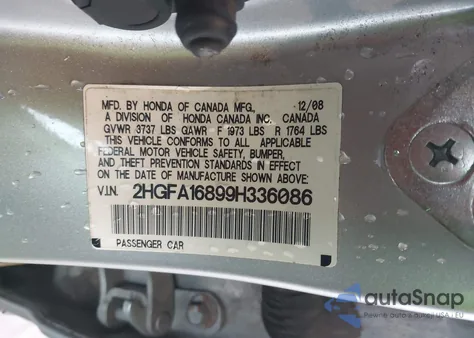 MFD. BY HONDA OF CANADA MFG., 12/08
A DIVISION OF HONDA CANADA INC. CANADA
GVWR 3737 LBS GAWR F 1973 LBS R 1764 LBS
THIS VEHICLE CONFORMS TO ALL APPLICABLE
FEDERAL MOTOR VEHICLE SAFETY, BUMPER,
AND THEFT PREVENTION STANDARDS IN EFFECT
ON THE DATE OF MANUFACTURE SHOWN ABOVE.
V.I.N. 2HGFA16899H336086
PASSENGER CAR
autoSnap